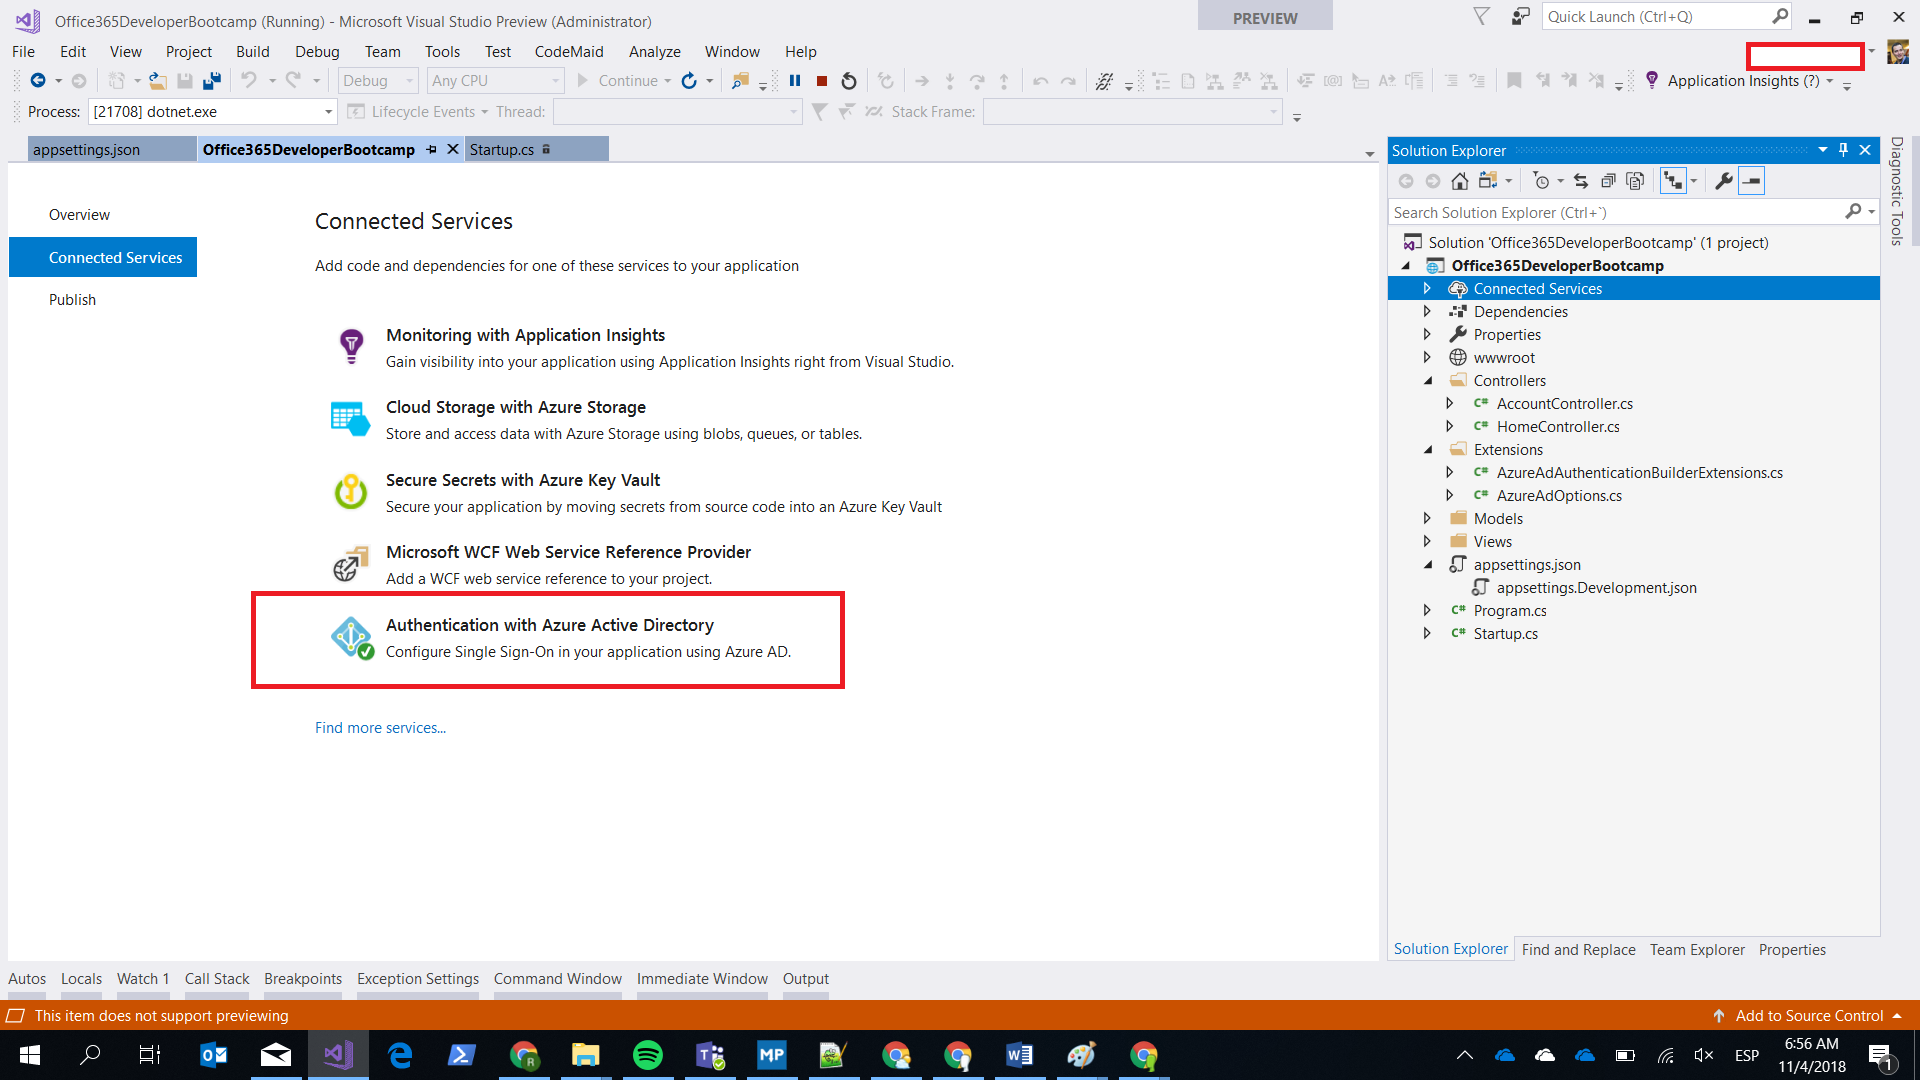 Office365DeveloperBootcamp (Running) - Microsoft Visual Studio Preview (Administrator)
PREVIEW
Quick Launch (Ctrl+Q)
File Edit View Project Build Debug Team Tools Test CodeMaid Analyze Window Help
Debug Any CPU Continue Application Insights (?)
Process: [21708] dotnet.exe Lifecycle Events Thread: Stack Frame:
appsettings.json Office365DeveloperBootcamp Startup.cs
Overview
Connected Services
Publish
Connected Services
Add code and dependencies for one of these services to your application
Monitoring with Application Insights
Gain visibility into your application using Application Insights right from Visual Studio.
Cloud Storage with Azure Storage
Store and access data with Azure Storage using blobs, queues, or tables.
Secure Secrets with Azure Key Vault
Secure your application by moving secrets from source code into an Azure Key Vault
Microsoft WCF Web Service Reference Provider
Add a WCF web service reference to your project.
Authentication with Azure Active Directory
Configure Single Sign-On in your application using Azure AD.
Find more services...
Solution Explorer
Search Solution Explorer (Ctrl+`)
Solution 'Office365DeveloperBootcamp' (1 project)
Office365DeveloperBootcamp
Connected Services
Dependencies
Properties
wwwroot
Controllers
C# AccountController.cs
C# HomeController.cs
Extensions
C# AzureAdAuthenticationBuilderExtensions.cs
C# AzureAdOptions.cs
Models
Views
appsettings.json
appsettings.Development.json
C# Program.cs
C# Startup.cs
Solution Explorer Find and Replace Team Explorer Properties
Diagnostic Tools
Autos Locals Watch 1 Call Stack Breakpoints Exception Settings Command Window Immediate Window Output
This item does not support previewing
Add to Source Control
MP
ESP
6:56 AM
11/4/2018
1